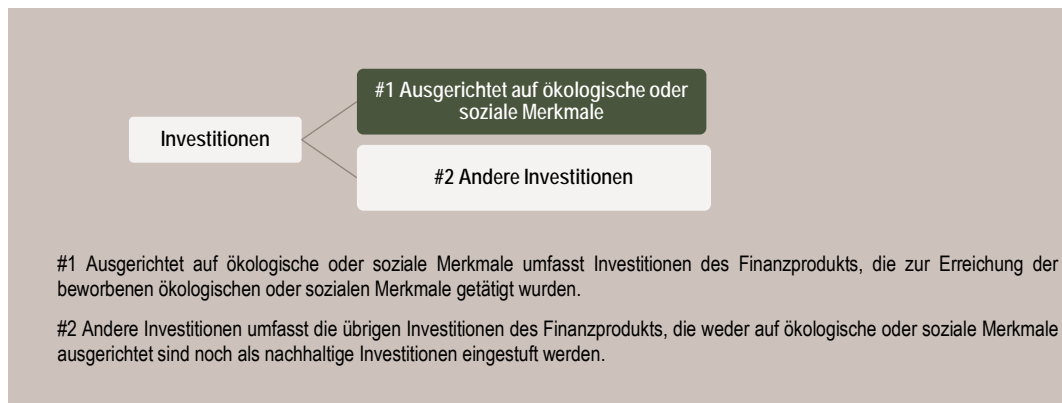 #1 Ausgerichtet auf ökologische oder
soziale Merkmale
Investitionen
#2 Andere Investitionen
#1 Ausgerichtet auf ökologische oder soziale Merkmale umfasst Investitionen des Finanzprodukts, die zur Erreichung der
beworbenen ökologischen oder sozialen Merkmale getätigt wurden.
#2 Andere Investitionen umfasst die übrigen Investitionen des Finanzprodukts, die weder auf ökologische oder soziale Merkmale
ausgerichtet sind noch als nachhaltige Investitionen eingestuft werden.